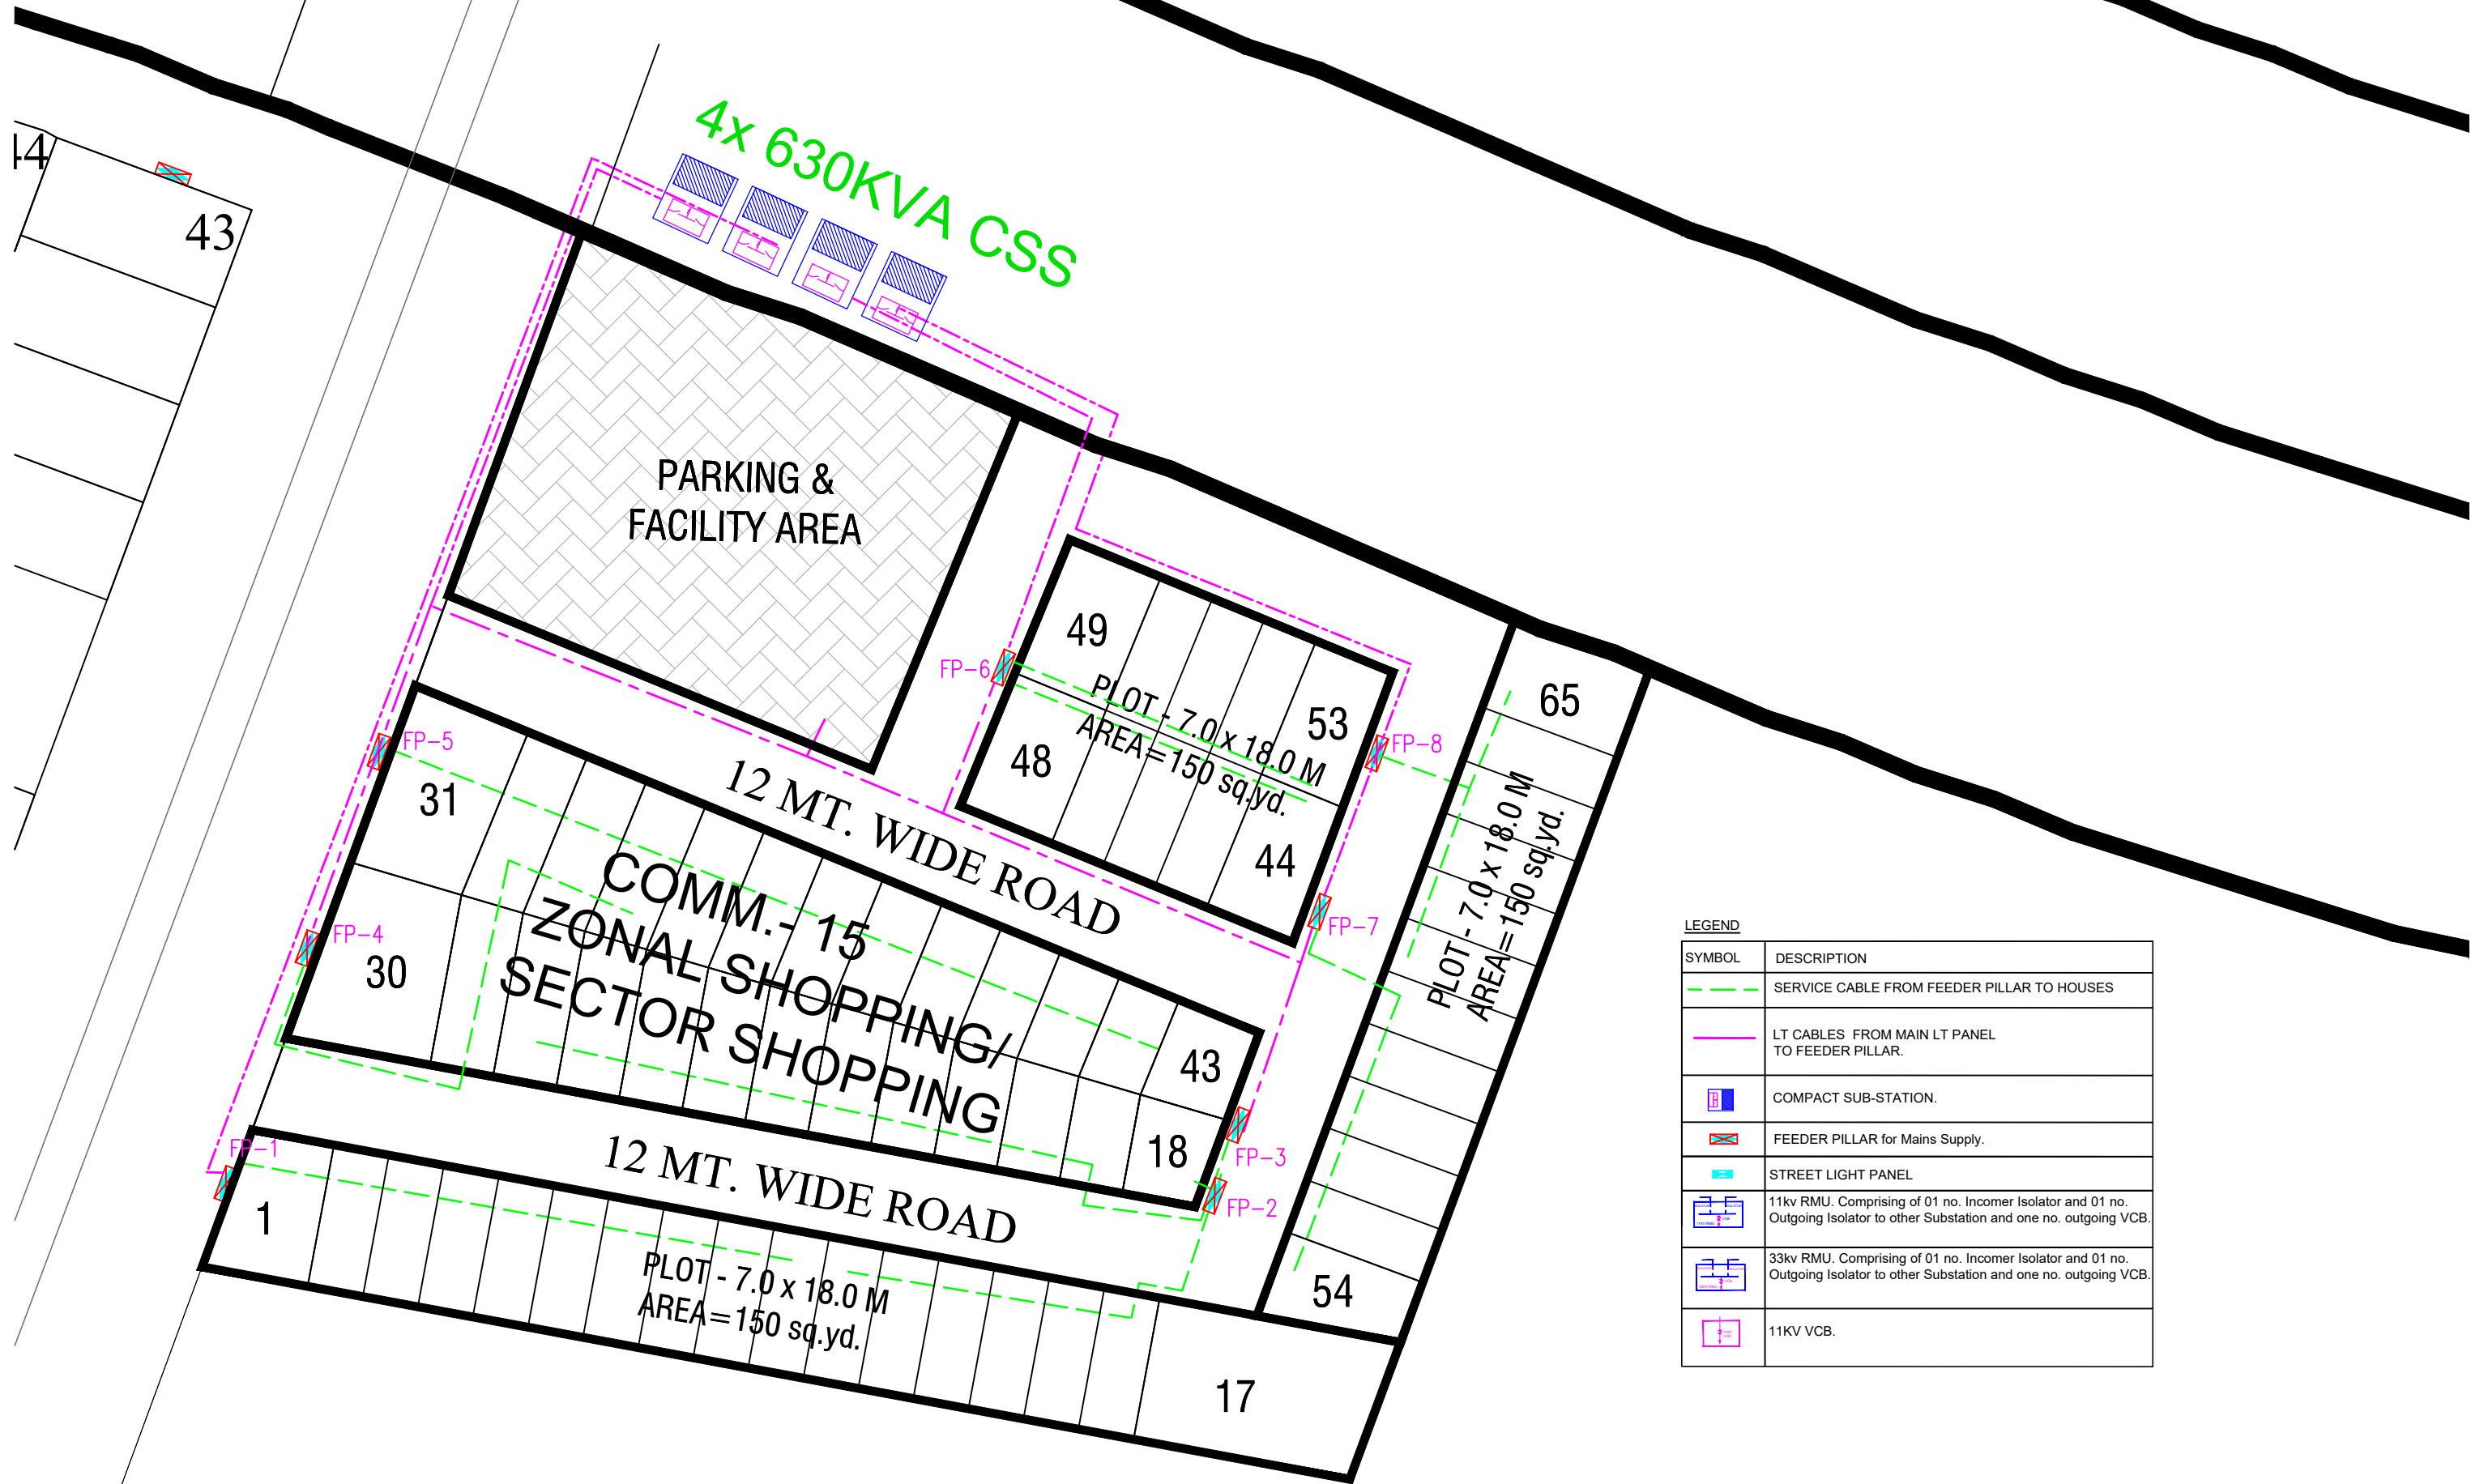 44
43
4x 630KVA CSS
PARKING &
FACILITY AREA
49
FP-6
PLOT - 7.0 x 18.0 M
AREA=150 sq.yd.
53
48
44
65
FP-8
FP-5
31
12 MT. WIDE ROAD
FP-7
PLOT - 7.0 x 18.0 M
AREA=150 sq.yd.
COMM.- 15
ZONAL SHOPPING/
SECTOR SHOPPING
FP-4
30
43
18
FP-3
FP-1
FP-2
12 MT. WIDE ROAD
1
PLOT - 7.0 x 18.0 M
AREA=150 sq.yd.
54
17
LEGEND
SYMBOL DESCRIPTION
SERVICE CABLE FROM FEEDER PILLAR TO HOUSES
LT CABLES FROM MAIN LT PANEL
TO FEEDER PILLAR.
COMPACT SUB-STATION.
FEEDER PILLAR for Mains Supply.
STREET LIGHT PANEL
11kv RMU. Comprising of 01 no. Incomer Isolator and 01 no.
Outgoing Isolator to other Substation and one no. outgoing VCB.
33kv RMU. Comprising of 01 no. Incomer Isolator and 01 no.
Outgoing Isolator to other Substation and one no. outgoing VCB.
11KV VCB.